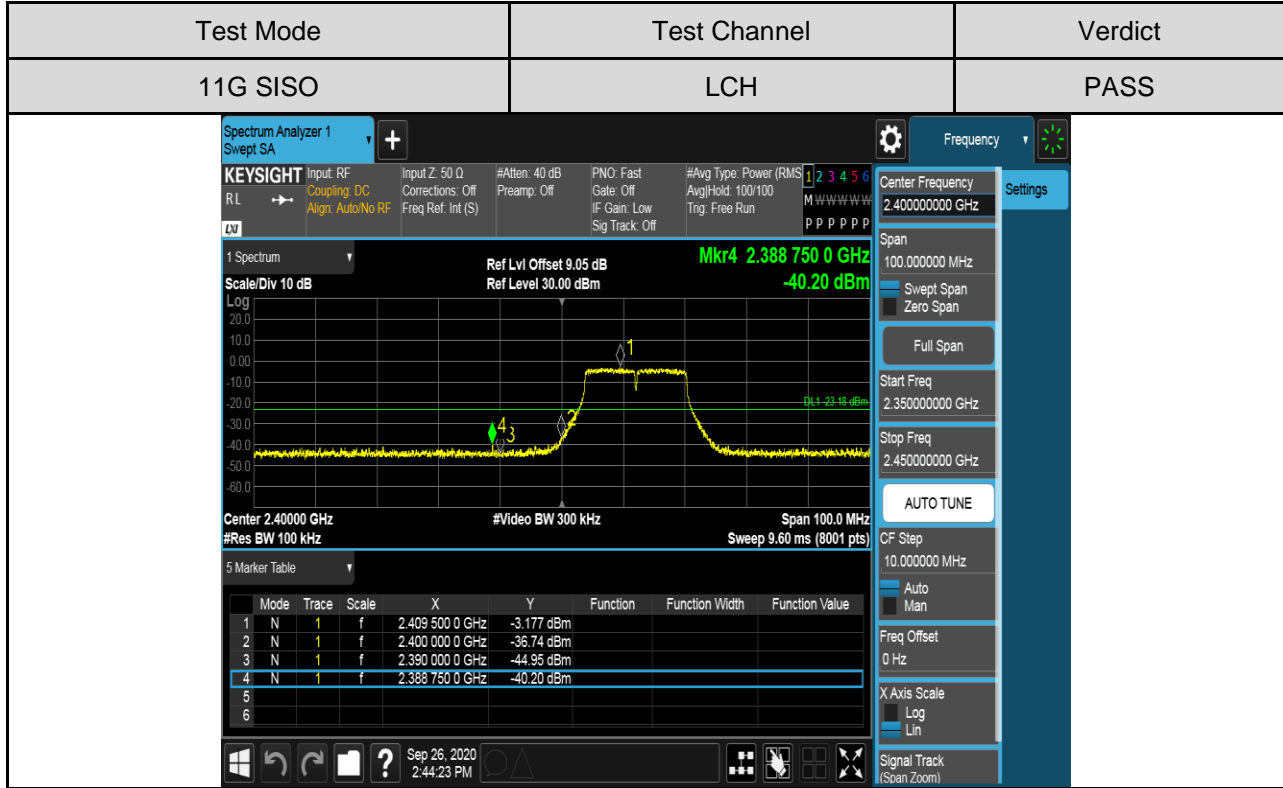 Test Mode Test Channel Verdict
11G SISO LCH PASS
Spectrum Analyzer 1
Swept SA
+
Frequency
KEYSIGHT Input: RF Input Z: 50 Ω #Atten: 40 dB PNO: Fast #Avg Type: Power (RMS 1 2 3 4 5 6
RL Coupling: DC Corrections: Off Preamp: Off Gate: Off Avg|Hold: 100/100 M W W W W W
Align: Auto/No RF Freq Ref: Int (S) IF Gain: Low Trig: Free Run
LXI Sig Track: Off P P P P P P
1 Spectrum
Ref Lvl Offset 9.05 dB
Mkr4 2.388 750 0 GHz
Scale/Div 10 dB Ref Level 30.00 dBm -40.20 dBm
Log
20.0
10.0
0.00
-10.0
-20.0
-30.0
-40.0
-50.0
-60.0
1
DL1 -23.18 dBm
2
4
3
Center 2.40000 GHz #Video BW 300 kHz Span 100.0 MHz
#Res BW 100 kHz Sweep 9.60 ms (8001 pts)
5 Marker Table
Mode Trace Scale X Y Function Function Width Function Value
1 N 1 f 2.409 500 0 GHz -3.177 dBm
2 N 1 f 2.400 000 0 GHz -36.74 dBm
3 N 1 f 2.390 000 0 GHz -44.95 dBm
4 N 1 f 2.388 750 0 GHz -40.20 dBm
5
6
?
Sep 26, 2020
2:44:23 PM
Center Frequency
2.400000000 GHz
Settings
Span
100.000000 MHz
Swept Span
Zero Span
Full Span
Start Freq
2.350000000 GHz
Stop Freq
2.450000000 GHz
AUTO TUNE
CF Step
10.000000 MHz
Auto
Man
Freq Offset
0 Hz
X Axis Scale
Log
Lin
Signal Track
(Span Zoom)